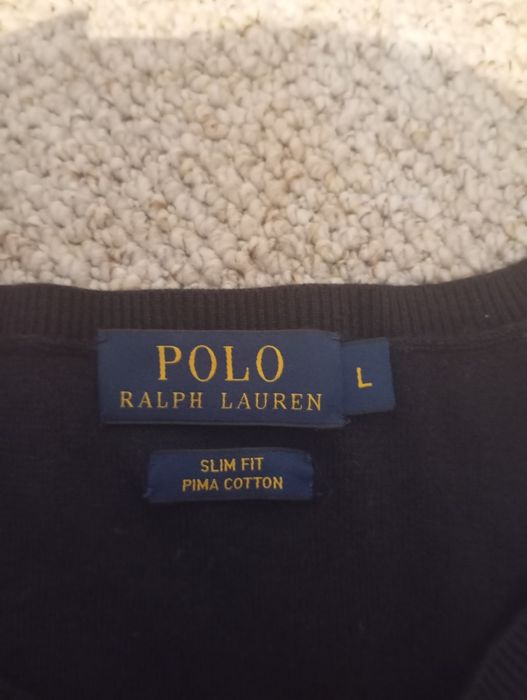 POLO
RALPH LAUREN
L
SLIM FIT
PIMA COTTON